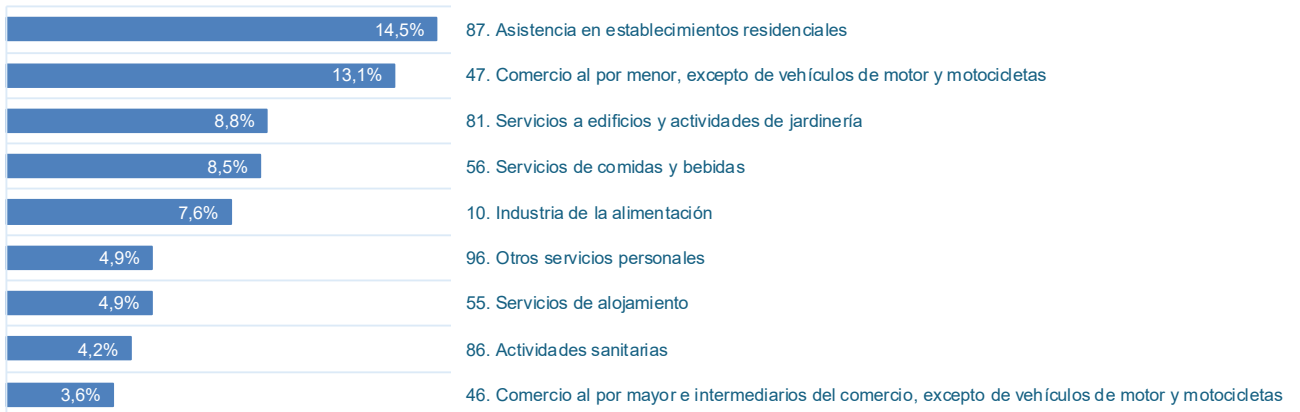 14,5% 87. Asistencia en establecimientos residenciales
13,1% 47. Comercio al por menor, excepto de vehículos de motor y motocicletas
8,8% 81. Servicios a edificios y actividades de jardinería
8,5% 56. Servicios de comidas y bebidas
7,6% 10. Industria de la alimentación
4,9% 96. Otros servicios personales
4,9% 55. Servicios de alojamiento
4,2% 86. Actividades sanitarias
3,6% 46. Comercio al por mayor e intermediarios del comercio, excepto de vehículos de motor y motocicletas